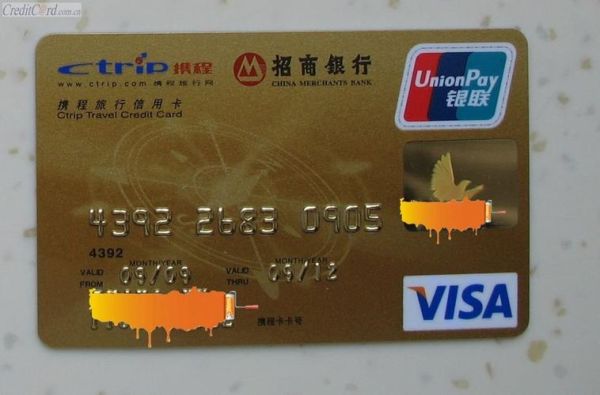 CreditCard.com.cn
Ctrip 携程
www.ctrip.com 携程旅行网
招商银行
CHINA MERCHANTS BANK
UnionPay
银联
携程旅行信用卡
Ctrip Travel Credit Card
4392 2683 0905
4392
MONTH/YEAR MONTH/YEAR
VALID FROM 09/09 VALID THRU 09/12
携程卡卡号
VISA